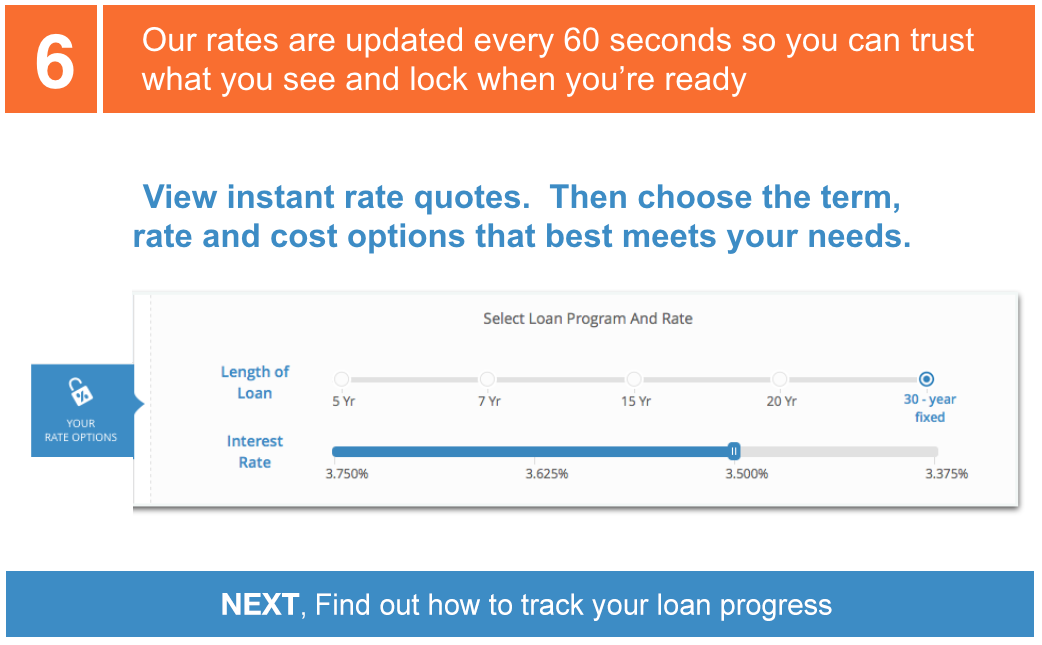 6
Our rates are updated every 60 seconds so you can trust
what you see and lock when you’re ready
View instant rate quotes.  Then choose the term,
rate and cost options that best meets your needs.
Select Loan Program And Rate
Length of
Loan
5 Yr
7 Yr
15 Yr
20 Yr
30 - year
fixed
%
YOUR
RATE OPTIONS
Interest
Rate
3.750%
3.625%
3.500%
3.375%
NEXT, Find out how to track your loan progress